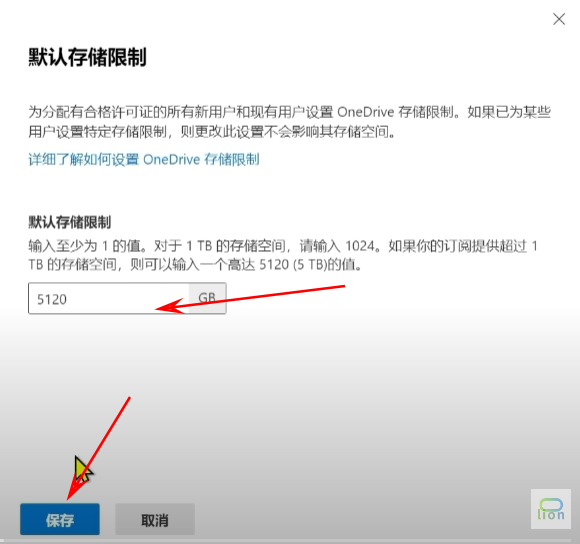 默认存储限制
为分配有合格许可证的所有新用户和现有用户设置 OneDrive 存储限制。如果已为某些
用户设置特定存储限制，则更改此设置不会影响其存储空间。
详细了解如何设置 OneDrive 存储限制
默认存储限制
输入至少为 1 的值。对于 1 TB 的存储空间，请输入 1024。如果你的订阅提供超过 1
TB 的存储空间，则可以输入一个高达 5120 (5 TB)的值。
5120 GB
保存 取消
lion